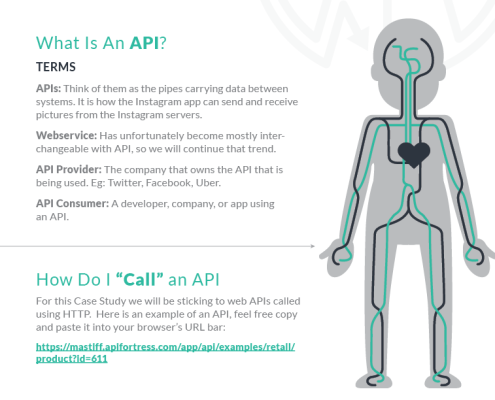 What Is An API?
TERMS
APIs: Think of them as the pipes carrying data between
systems. It is how the Instagram app can send and receive
pictures from the Instagram servers.
Webservice: Has unfortunately become mostly inter-
changeable with API, so we will continue that trend.
API Provider: The company that owns the API that is
being used. Eg: Twitter, Facebook, Uber.
API Consumer: A developer, company, or app using
an API.
How Do I “Call” an API
For this Case Study we will be sticking to web APIs called
using HTTP.  Here is an example of an API, feel free copy
and paste it into your browser’s URL bar:
https://mastiff.apifortress.com/app/api/examples/retail/
product?id=611